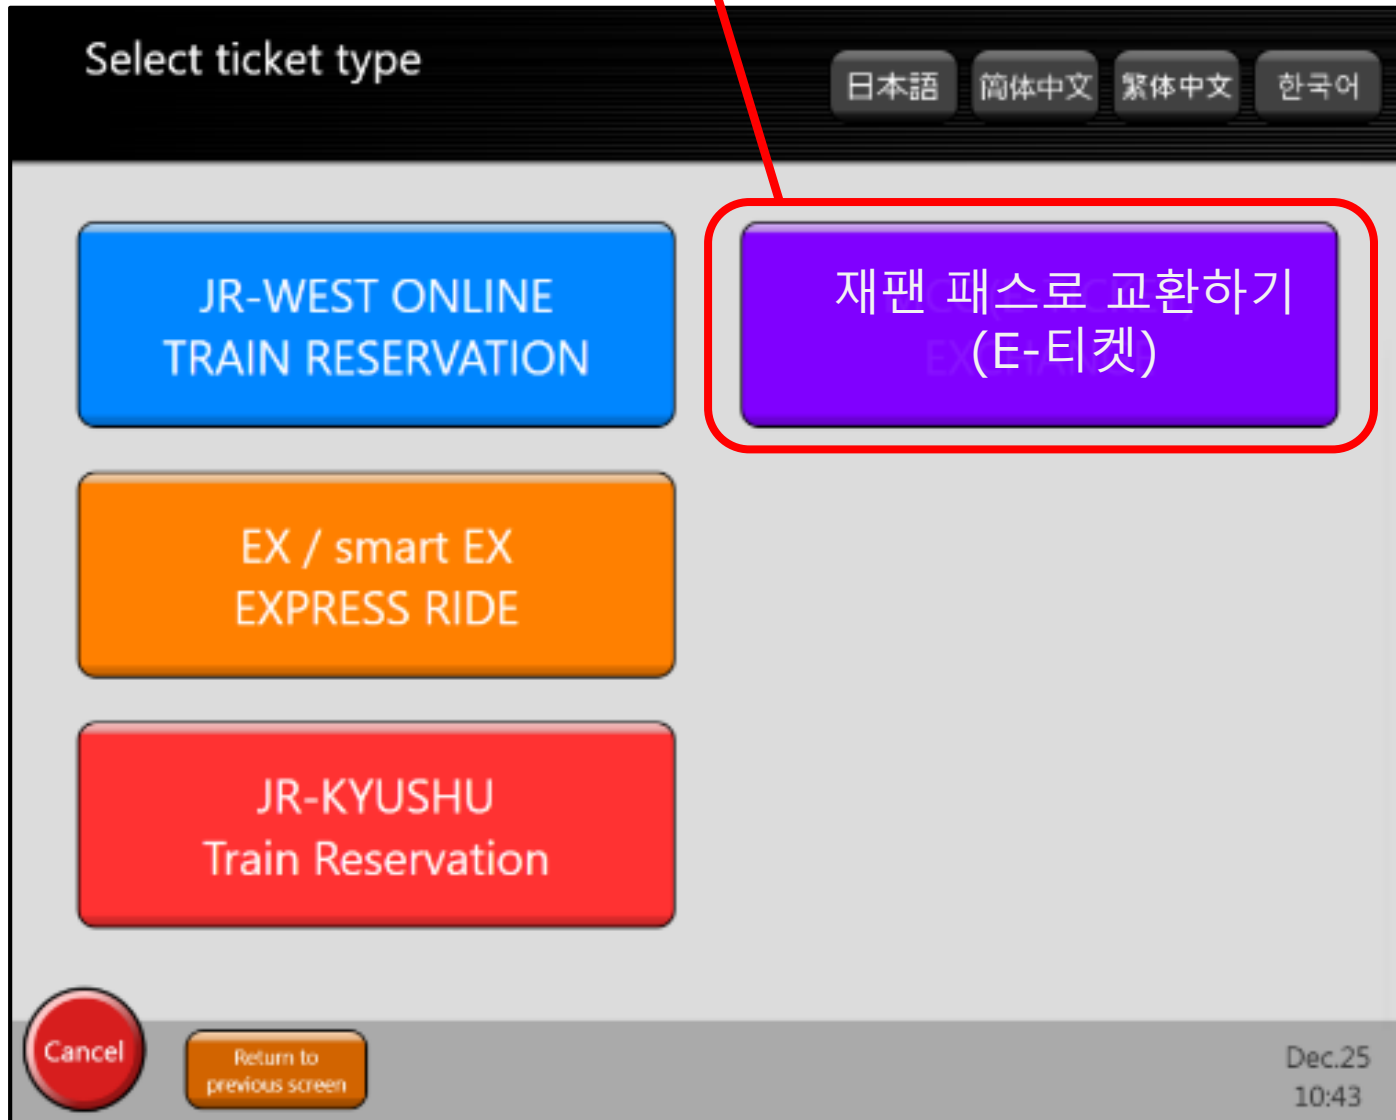 Select ticket type
日本語
简体中文
繁体中文
한국어
JR-WEST ONLINE
TRAIN RESERVATION
재팬 패스로 교환하기
(E-티켓)
EX / smart EX
EXPRESS RIDE
JR-KYUSHU
Train Reservation
Cancel
Return to
previous screen
Dec.25
10:43